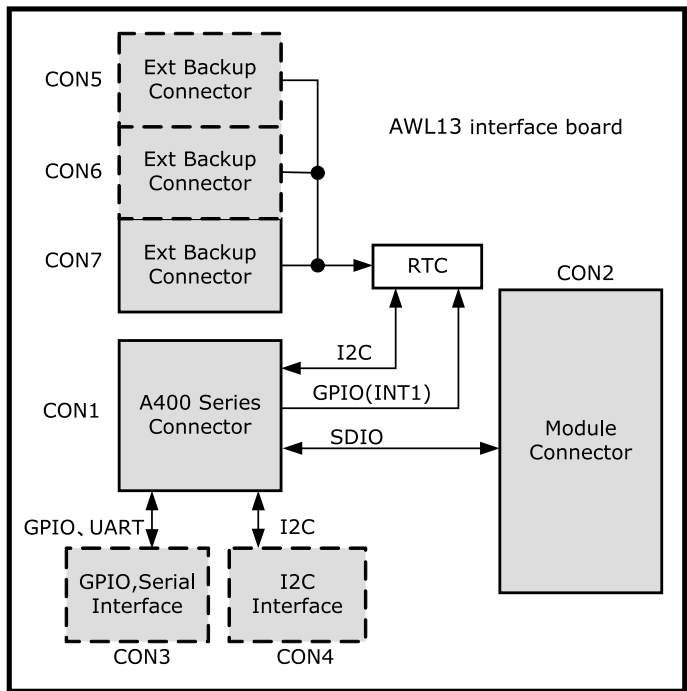 CON5
Ext Backup
Connector
AWL13 interface board
CON6
Ext Backup
Connector
CON7
Ext Backup
Connector
RTC
CON2
I2C
CON1
A400 Series
Connector
GPIO(INT1)
SDIO
Module
Connector
GPIO、UART
I2C
GPIO,Serial
Interface
I2C
Interface
CON3
CON4